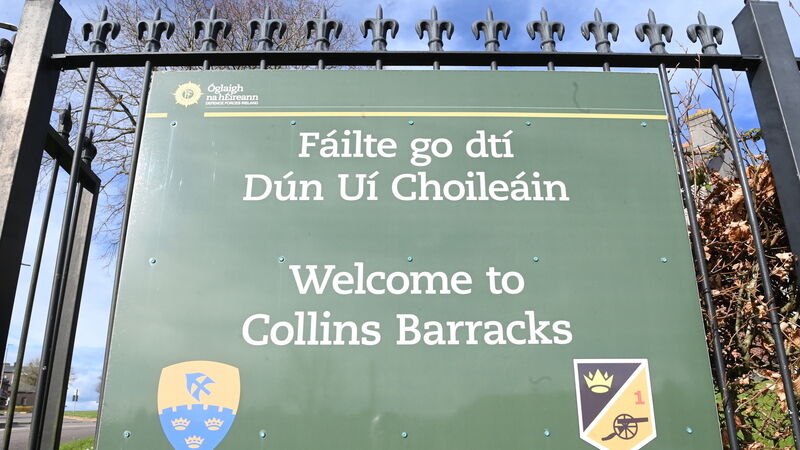 Óglaigh
na hÉireann
DEFENCE FORCES IRELAND
Fáilte go dtí
Dún Uí Choileáin
Welcome to
Collins Barracks
1